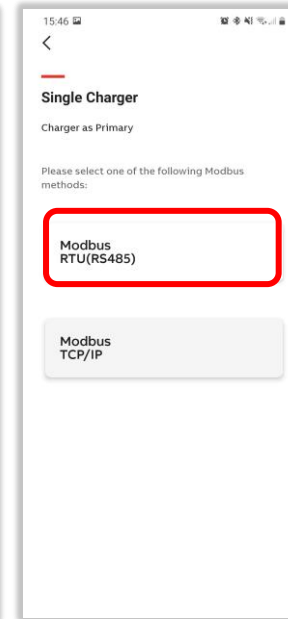 15:46
Single Charger
Charger as Primary
Please select one of the following Modbus
methods:
Modbus
RTU(RS485)
Modbus
TCP/IP